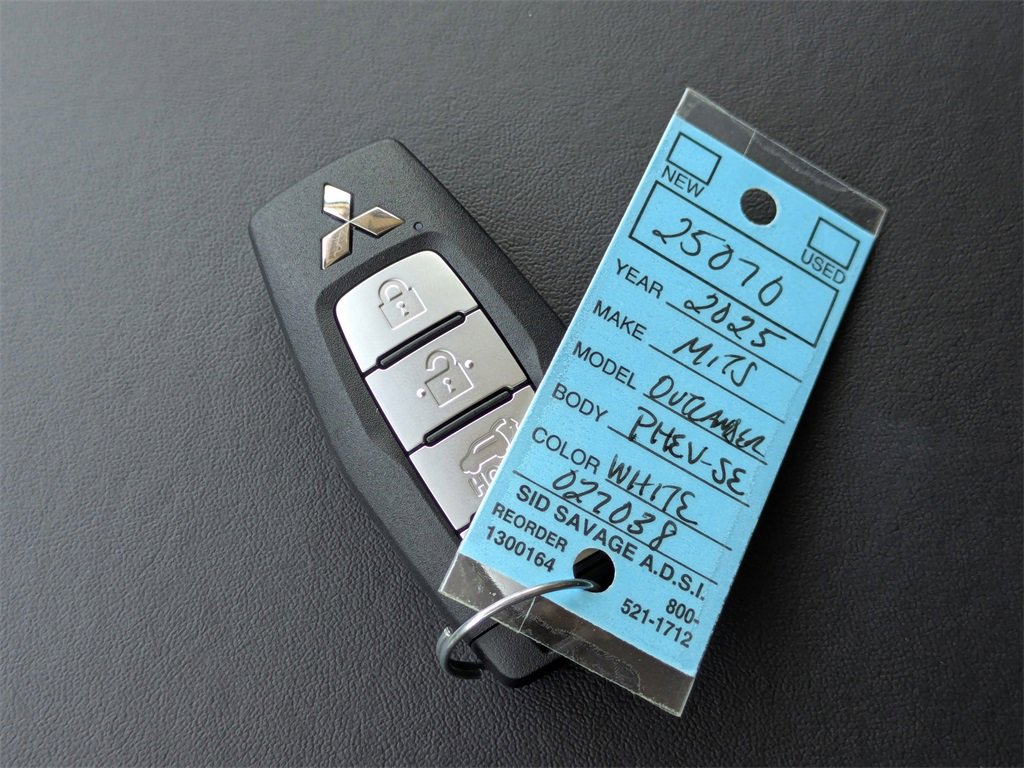 NEW
USED
25070
YEAR 2025
MAKE MITS
MODEL OUTLANDER
BODY PHEV-SE
COLOR WHITE
027038
SID SAVAGE A.D.S.I.
REORDER 800-
1300164 521-1712